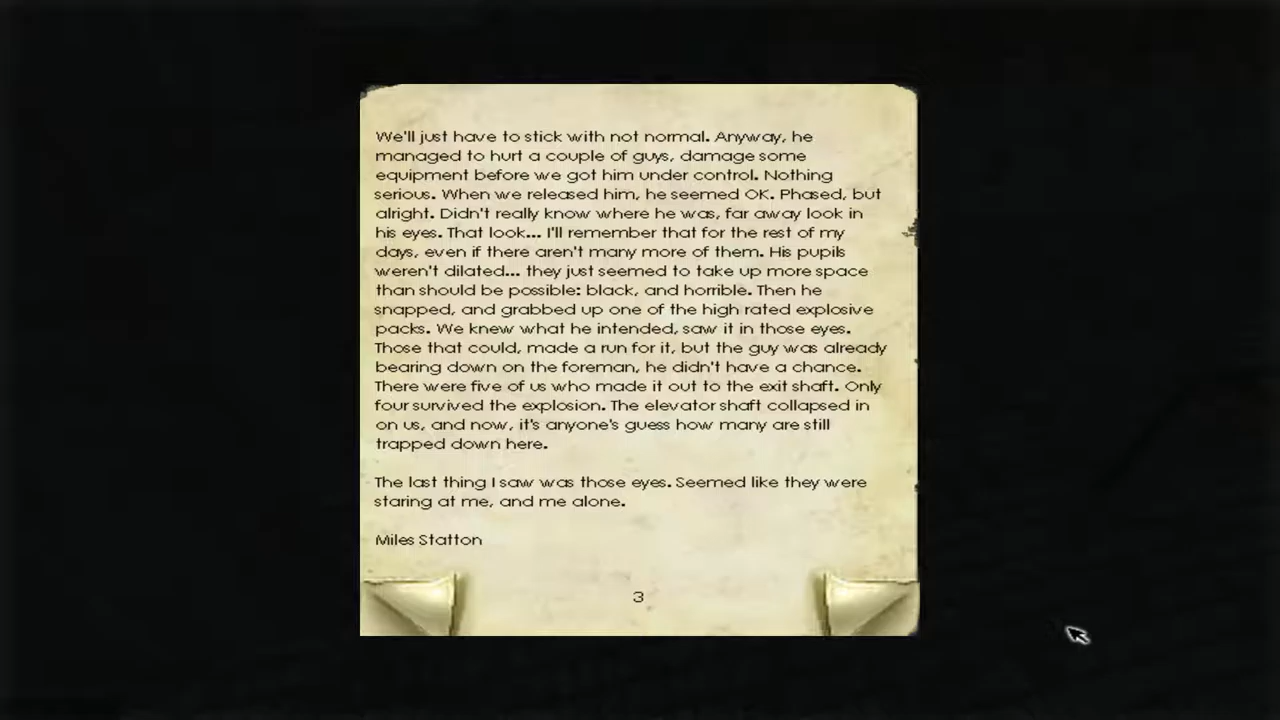 We'll just have to stick with not normal. Anyway, he
managed to hurt a couple of guys, damage some
equipment before we got him under control. Nothing
serious. When we released him, he seemed OK. Phased, but
alright. Didn't really know where he was, far away look in
his eyes. That look... I'll remember that for the rest of my
days, even if there aren't many more of them. His pupils
weren't dilated... they just seemed to take up more space
than should be possible: black, and horrible. Then he
snapped, and grabbed up one of the high rated explosive
packs. We knew what he intended, saw it in those eyes.
Those that could, made a run for it, but the guy was already
bearing down on the foreman, he didn't have a chance.
There were five of us who made it out to the exit shaft. Only
four survived the explosion. The elevator shaft collapsed in
on us, and now, it's anyone's guess how many are still
trapped down here.
The last thing I saw was those eyes. Seemed like they were
staring at me, and me alone.
Miles Statton
3